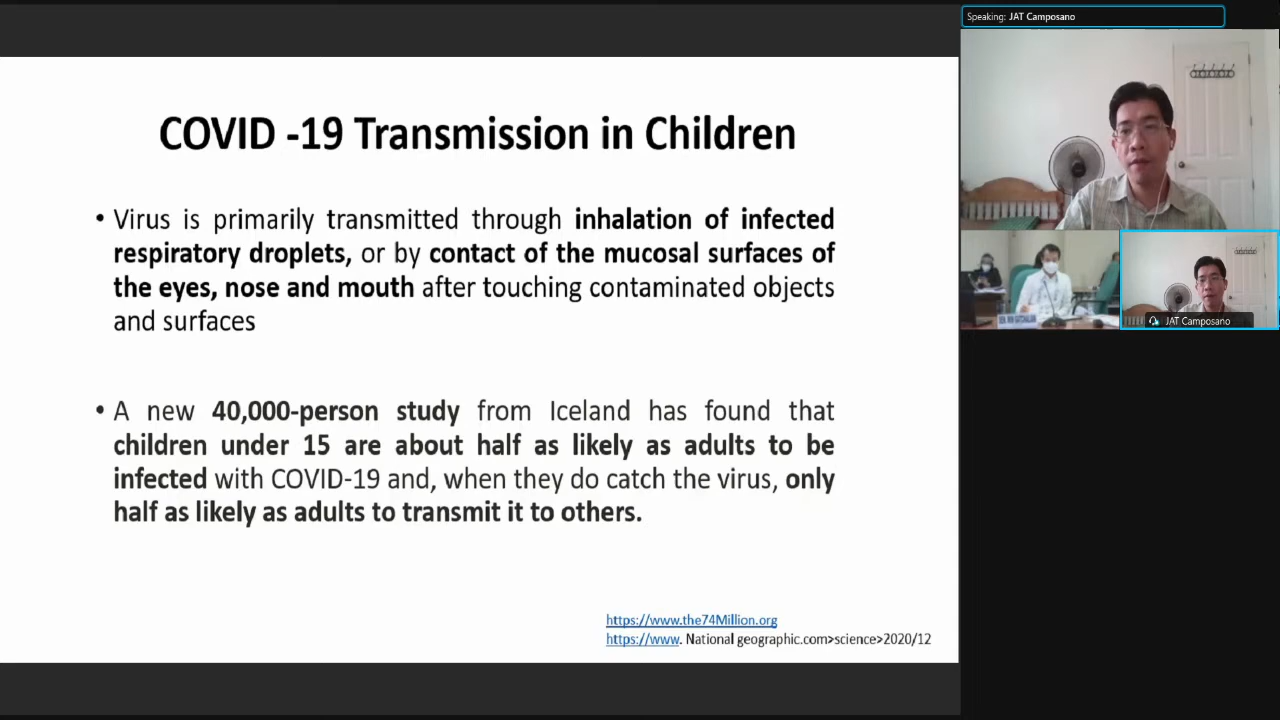 Speaking: JAT Camposano
COVID -19 Transmission in Children
• Virus is primarily transmitted through inhalation of infected
respiratory droplets, or by contact of the mucosal surfaces of
the eyes, nose and mouth after touching contaminated objects
and surfaces
• A new 40,000-person study from Iceland has found that
children under 15 are about half as likely as adults to be
infected with COVID-19 and, when they do catch the virus, only
half as likely as adults to transmit it to others.
https://www.the74Million.org
https://www. National geographic.com>science>2020/12
SEN. WIN GATCHALIAN
JAT Camposano